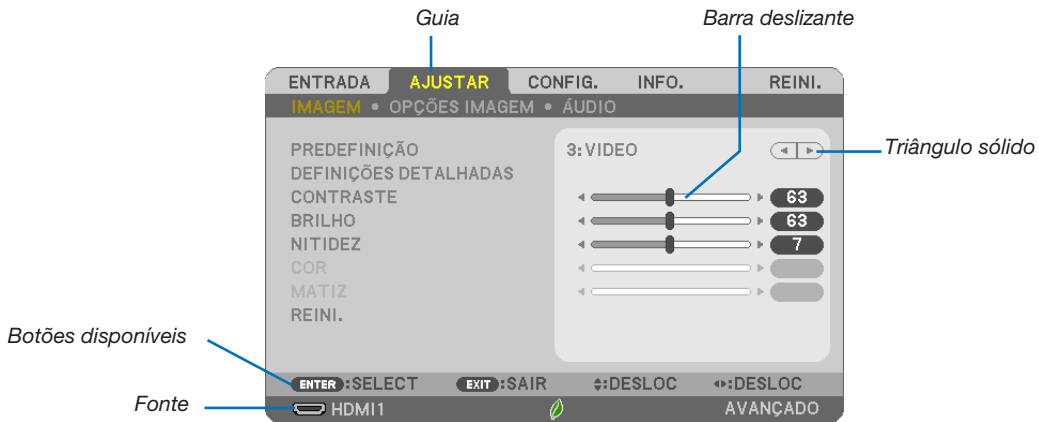 Guia Barra deslizante
ENTRADA AJUSTAR CONFIG. INFO. REINI.
IMAGEM • OPÇÕES IMAGEM • ÁUDIO
PREDEFINIÇÃO 3:VIDEO Triângulo sólido
DEFINIÇÕES DETALHADAS
CONTRASTE 63
BRILHO 63
NITIDEZ 7
COR
MATIZ
REINI.
Botões disponíveis
ENTER :SELECT EXIT :SAIR :DESLOC :DESLOC
Fonte HDMI1 AVANÇADO